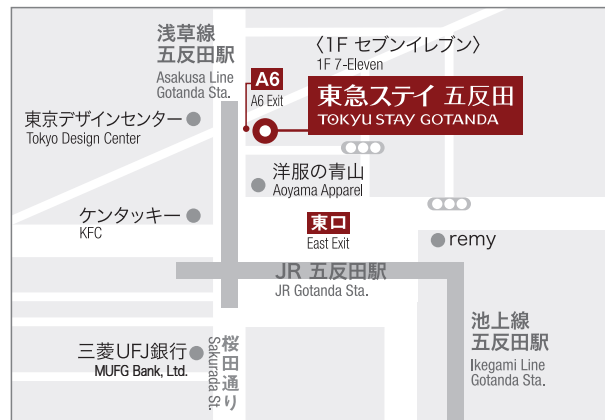 浅草線
五反田駅
Asakusa Line
Gotanda Sta.
〈1F セブンイレブン〉
1F 7-Eleven
A6
A6 Exit
東急ステイ 五反田
TOKYU STAY GOTANDA
東京デザインセンター
Tokyo Design Center
洋服の青山
Aoyama Apparel
ケンタッキー
KFC
東口
East Exit
remy
JR 五反田駅
JR Gotanda Sta.
池上線
五反田駅
Ikegami Line
Gotanda Sta.
三菱UFJ銀行
MUFG Bank, Ltd.
桜田通り
Sakurada St.